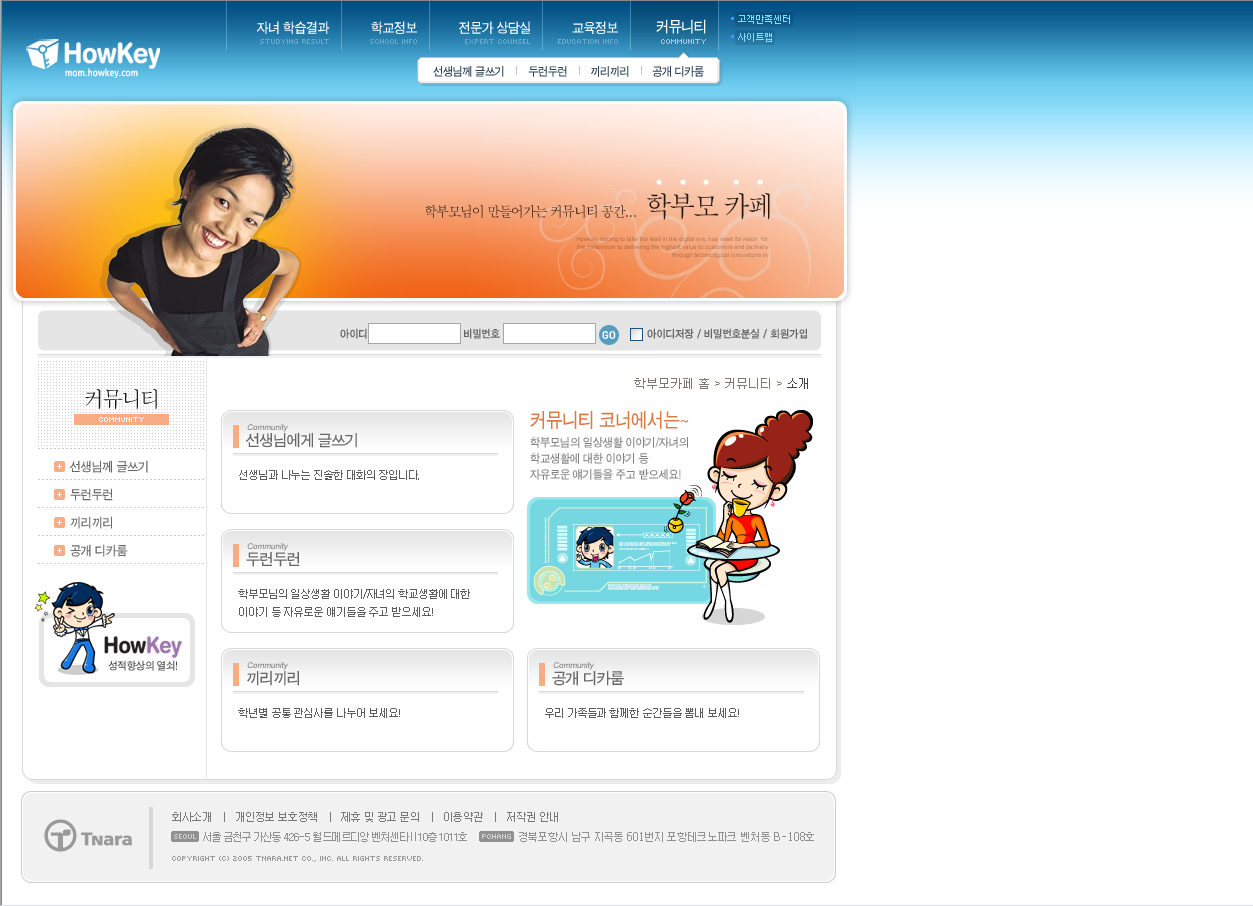 HowKey
mom.howkey.com
자녀 학습결과
STUDYING RESULT
학교정보
SCHOOL INFO
전문가 상담실
EXPERT COUNSEL
교육정보
EDUCATION INFO
커뮤니티
COMMUNITY
고객만족센터
사이트맵
선생님께 글쓰기 | 두런두런 | 끼리끼리 | 공개 디카룸
학부모님이 만들어가는 커뮤니티 공간... 학부모 카페
the millennium to delivering the highest value to customers and partners
through technological innovations in
아이디 비밀번호 GO 아이디저장 / 비밀번호분실 / 회원가입
커뮤니티
COMMUNITY
선생님께 글쓰기
두런두런
끼리끼리
공개 디카룸
HowKey
성적향상의 열쇠!
학부모카페 홈 > 커뮤니티 > 소개
Community
선생님에게 글쓰기
선생님과 나누는 진솔한 대화의 장입니다.
커뮤니티 코너에서는~
학부모님의 일상생활 이야기/자녀의
학교생활에 대한 이야기 등
자유로운 얘기들을 주고 받으세요!
Community
두런두런
학부모님의 일상생활 이야기/자녀의 학교생활에 대한
이야기 등 자유로운 얘기들을 주고 받으세요!
Community
끼리끼리
학년별 공통 관심사를 나누어 보세요!
Community
공개 디카룸
우리 가족들과 함께한 순간들을 뽐내 보세요!
TNara
회사소개 | 개인정보 보호정책 | 제휴 및 광고 문의 | 이용약관 | 저작권 안내
SEOUL 서울 금천구 가산동 426-5 월드메르디앙 벤처센타II 10층 1011호 POHANG 경북포항시 남구 지곡동 601번지 포항테크노파크 벤처동 B-108호
COPYRIGHT (C) 2005 TNARA.NET CO., INC. ALL RIGHTS RESERVED.